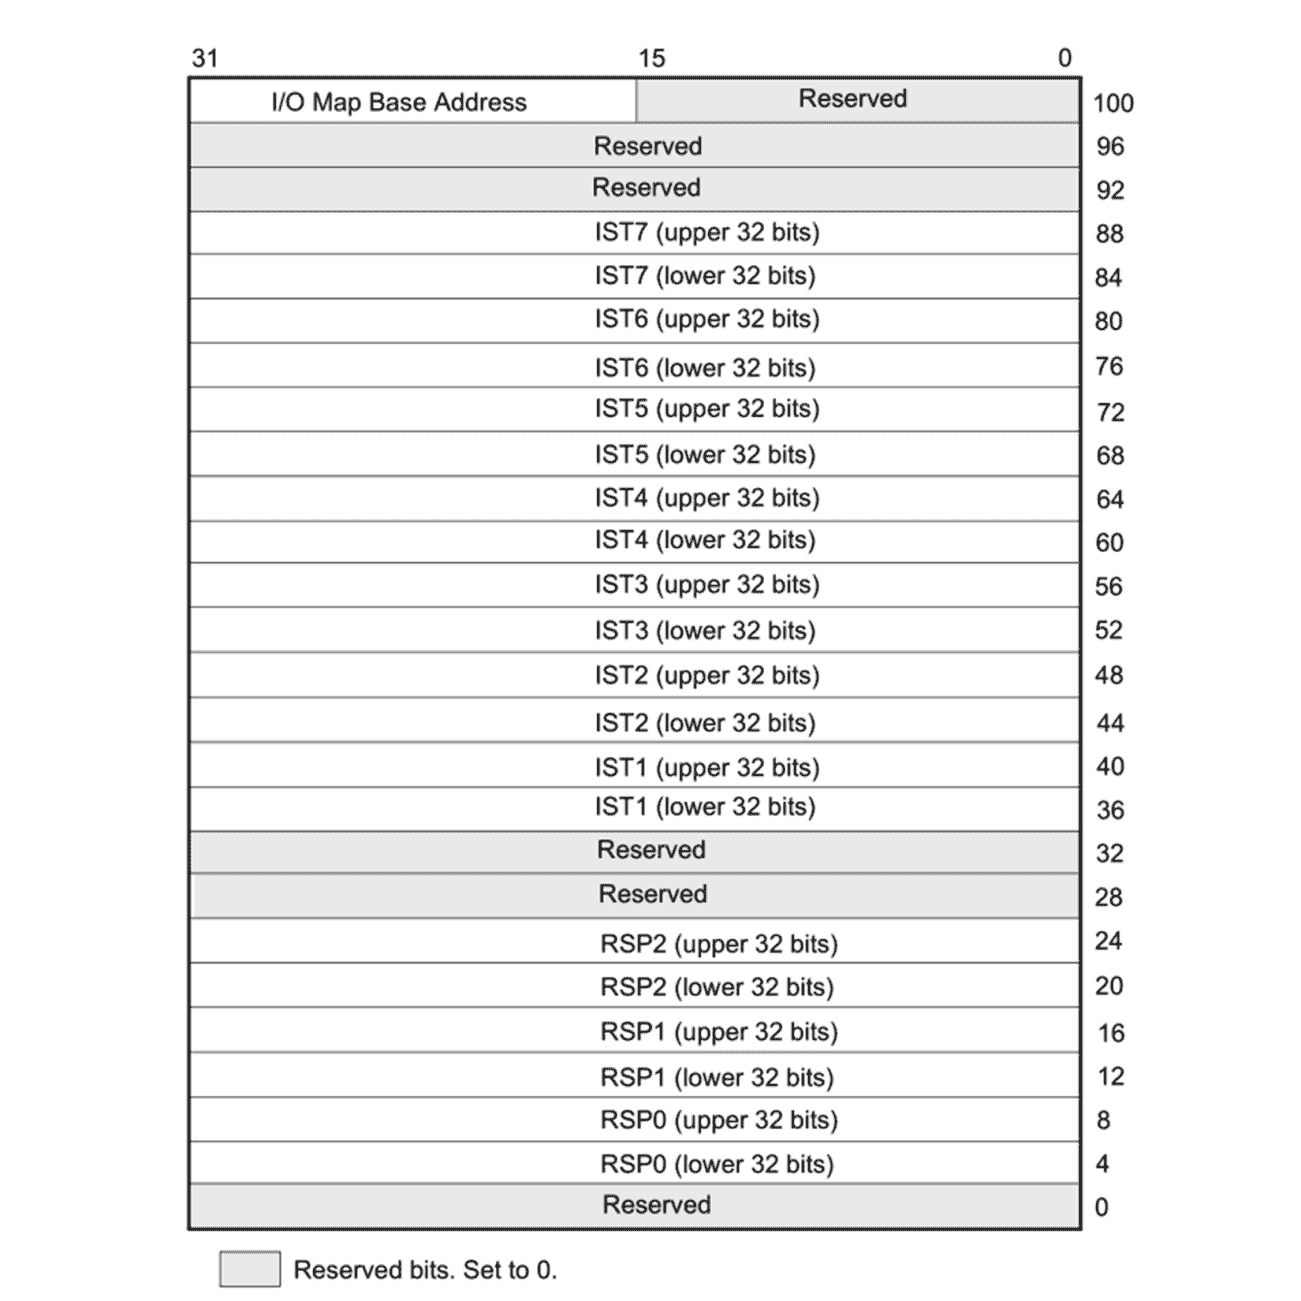 31 15 0
I/O Map Base Address Reserved 100
Reserved 96
Reserved 92
IST7 (upper 32 bits) 88
IST7 (lower 32 bits) 84
IST6 (upper 32 bits) 80
IST6 (lower 32 bits) 76
IST5 (upper 32 bits) 72
IST5 (lower 32 bits) 68
IST4 (upper 32 bits) 64
IST4 (lower 32 bits) 60
IST3 (upper 32 bits) 56
IST3 (lower 32 bits) 52
IST2 (upper 32 bits) 48
IST2 (lower 32 bits) 44
IST1 (upper 32 bits) 40
IST1 (lower 32 bits) 36
Reserved 32
Reserved 28
RSP2 (upper 32 bits) 24
RSP2 (lower 32 bits) 20
RSP1 (upper 32 bits) 16
RSP1 (lower 32 bits) 12
RSP0 (upper 32 bits) 8
RSP0 (lower 32 bits) 4
Reserved 0
Reserved bits. Set to 0.